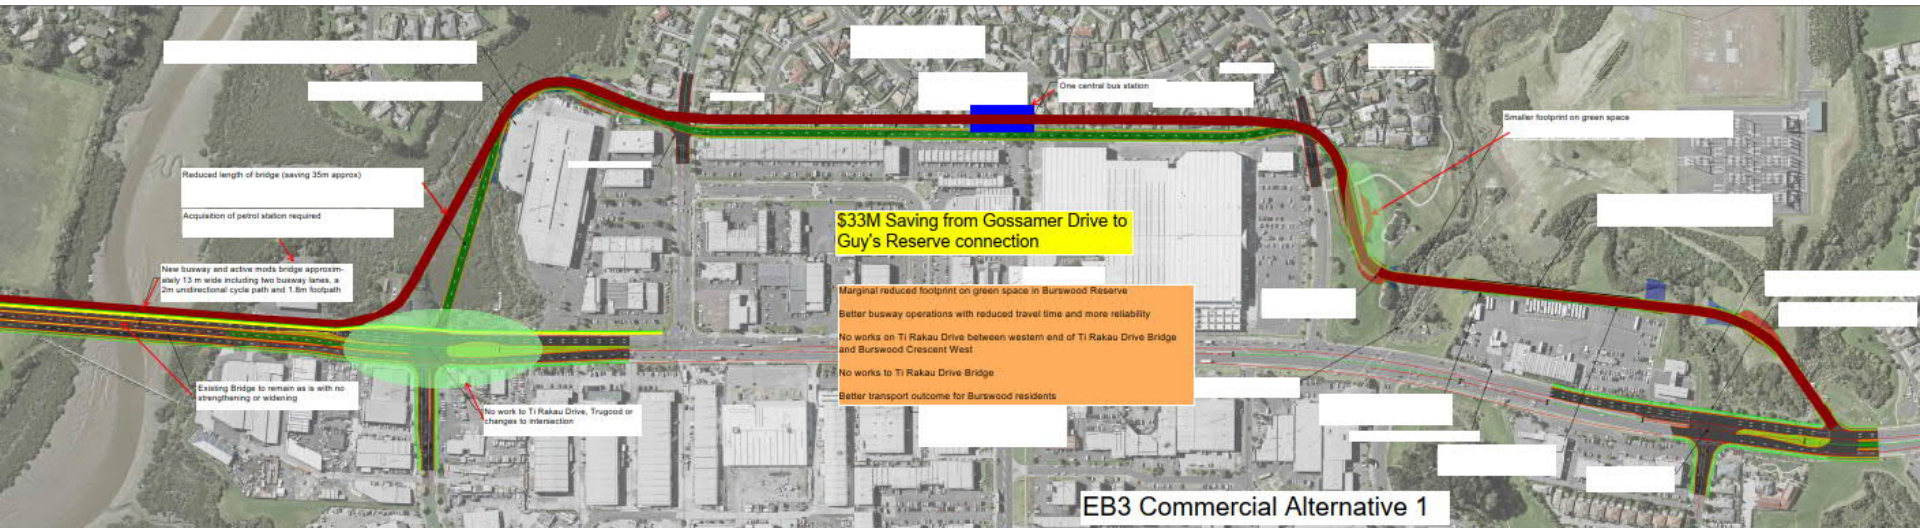 One central bus station
Smaller footprint on green space
Reduced length of bridge (saving 35m approx)
Acquisition of petrol station required
$33M Saving from Gossamer Drive to
Guy's Reserve connection
New busway and active mods bridge approxim-
ately 13 m wide including two busway lanes, a
2m unidirectional cycle path and 1.8m footpath
Marginal reduced footprint on green space in Burswood Reserve
Better busway operations with reduced travel time and more reliability
No works on Ti Rakau Drive between western end of Ti Rakau Drive Bridge
and Burswood Crescent West
No works to Ti Rakau Drive Bridge
Better transport outcome for Burswood residents
Existing Bridge to remain as is with no
strengthening or widening
No work to Ti Rakau Drive, Trugood or
changes to intersection
EB3 Commercial Alternative 1